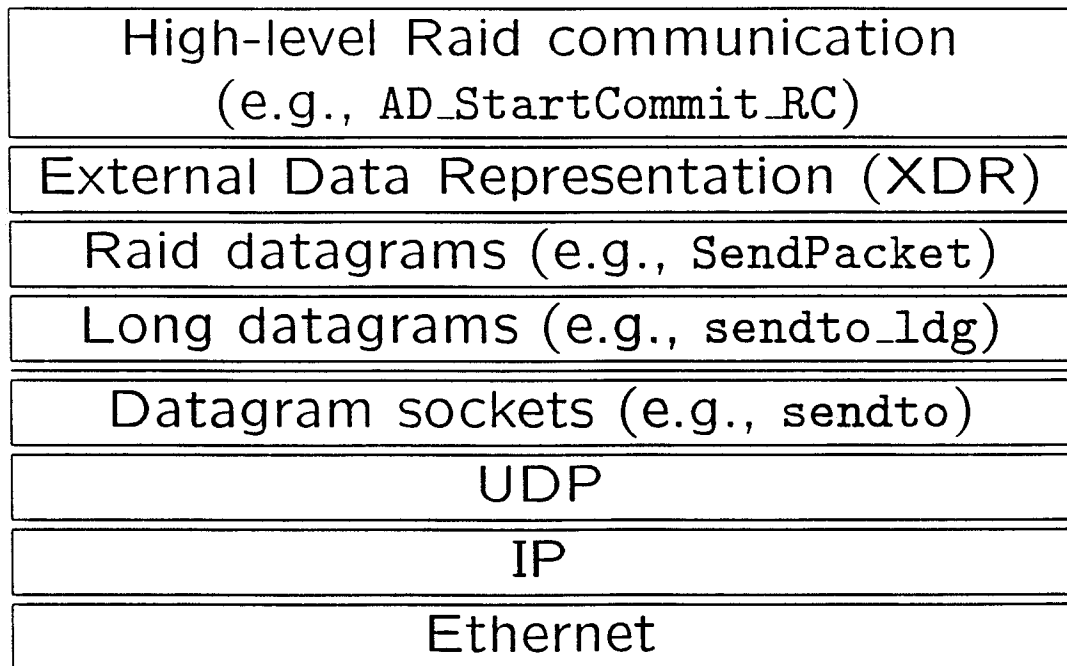 High-level Raid communication
(e.g., AD_StartCommit_RC)
External Data Representation (XDR)
Raid datagrams (e.g., SendPacket)
Long datagrams (e.g., sendto_ldg)
Datagram sockets (e.g., sendto)
UDP
IP
Ethernet